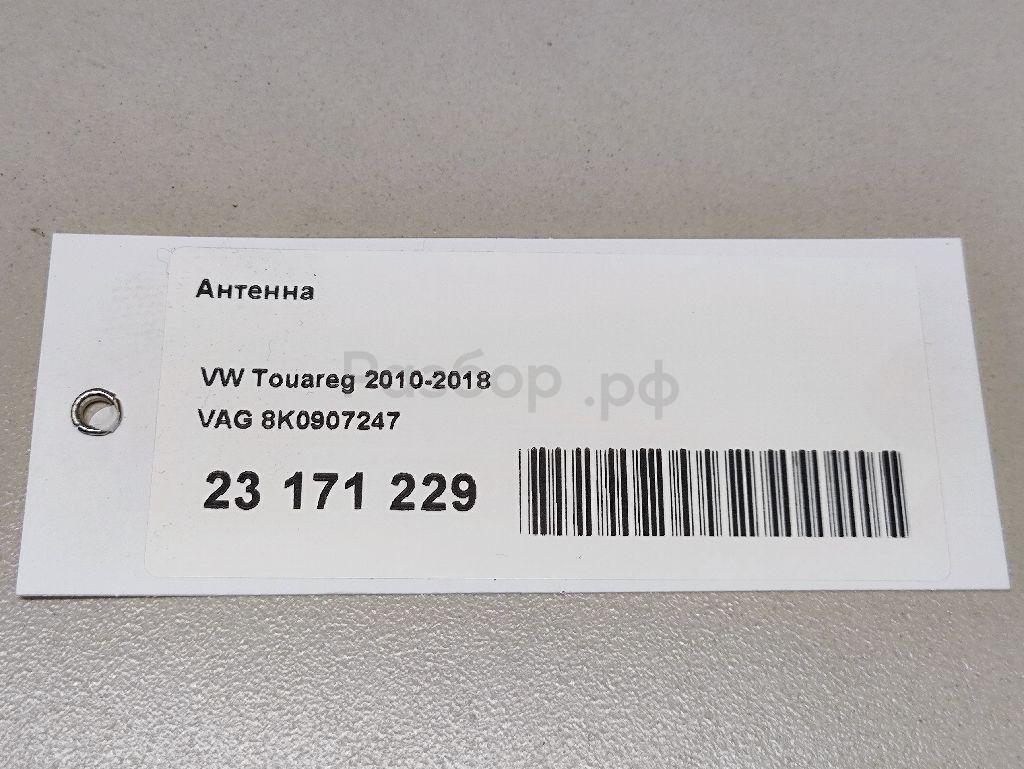 Антенна
VW Touareg 2010-2018
Разбор.рф
VAG 8K0907247
23 171 229